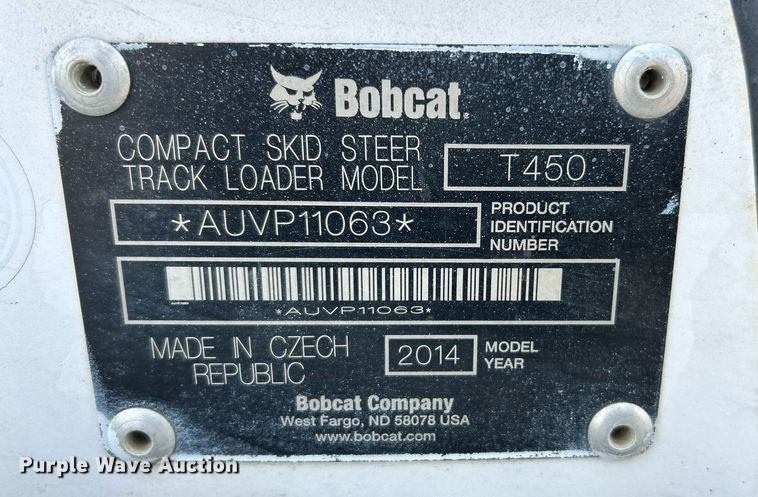 Bobcat.
COMPACT SKID STEER
TRACK LOADER MODEL T450
*AUVP11063* PRODUCT IDENTIFICATION NUMBER
*AUVP11063*
MADE IN CZECH REPUBLIC 2014 MODEL YEAR
Bobcat Company
West Fargo, ND 58078 USA
www.bobcat.com
Purple Wave Auction